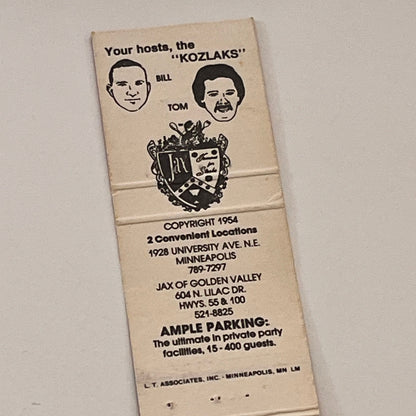 Your hosts, the
"KOZLAKS"
BILL
TOM
Jax
COPYRIGHT 1954
2 Convenient Locations
1928 UNIVERSITY AVE. N.E.
MINNEAPOLIS
789-7297
JAX OF GOLDEN VALLEY
604 N. LILAC DR.
HWYS. 55 & 100
521-8825
AMPLE PARKING:
The ultimate in private party
facilities, 15 - 400 guests.
L. T. ASSOCIATES, INC. - MINNEAPOLIS, MN LM